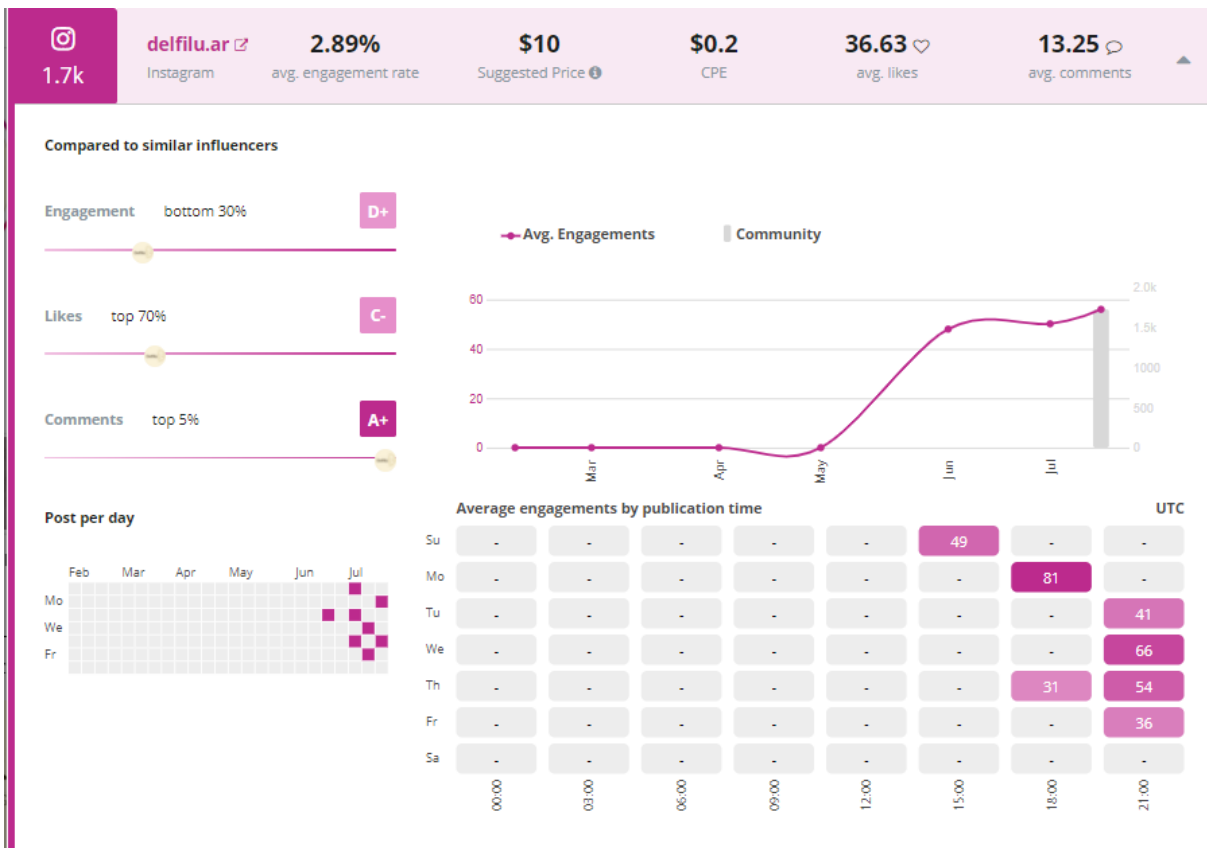 delfilu.ar 2.89% $10 $0.2 36.63 13.25
1.7k Instagram avg. engagement rate Suggested Price CPE avg. likes avg. comments
Compared to similar influencers
Engagement bottom 30% D+
Likes top 70% C-
Comments top 5% A+
Avg. Engagements Community
60 2.0k
1.5k
40
1000
20
500
0 0
Mar Apr May Jun Jul
Post per day
Feb Mar Apr May Jun Jul
Mo
We
Fr
Average engagements by publication time UTC
Su - - - - - 49 - -
Mo - - - - - - 81 -
Tu - - - - - - - 41
We - - - - - - - 66
Th - - - - - - 31 54
Fr - - - - - - - 36
Sa - - - - - - - -
00:00 03:00 06:00 09:00 12:00 15:00 18:00 21:00